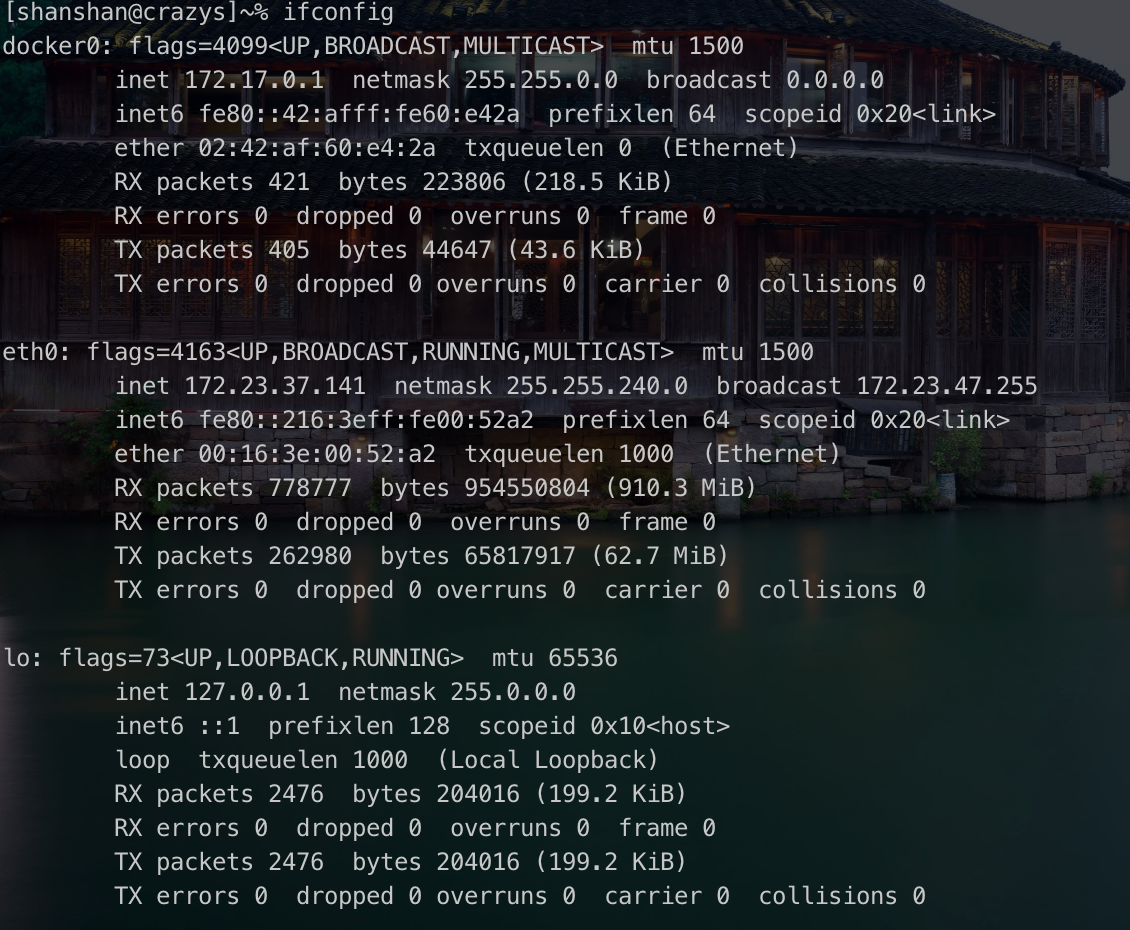 [shanshan@crazys]~% ifconfig
docker0: flags=4099<UP,BROADCAST,MULTICAST>  mtu 1500
        inet 172.17.0.1  netmask 255.255.0.0  broadcast 0.0.0.0
        inet6 fe80::42:afff:fe60:e42a  prefixlen 64  scopeid 0x20<link>
        ether 02:42:af:60:e4:2a  txqueuelen 0  (Ethernet)
        RX packets 421  bytes 223806 (218.5 KiB)
        RX errors 0  dropped 0  overruns 0  frame 0
        TX packets 405  bytes 44647 (43.6 KiB)
        TX errors 0  dropped 0 overruns 0  carrier 0  collisions 0

eth0: flags=4163<UP,BROADCAST,RUNNING,MULTICAST>  mtu 1500
        inet 172.23.37.141  netmask 255.255.240.0  broadcast 172.23.47.255
        inet6 fe80::216:3eff:fe00:52a2  prefixlen 64  scopeid 0x20<link>
        ether 00:16:3e:00:52:a2  txqueuelen 1000  (Ethernet)
        RX packets 778777  bytes 954550804 (910.3 MiB)
        RX errors 0  dropped 0  overruns 0  frame 0
        TX packets 262980  bytes 65817917 (62.7 MiB)
        TX errors 0  dropped 0 overruns 0  carrier 0  collisions 0

lo: flags=73<UP,LOOPBACK,RUNNING>  mtu 65536
        inet 127.0.0.1  netmask 255.0.0.0
        inet6 ::1  prefixlen 128  scopeid 0x10<host>
        loop  txqueuelen 1000  (Local Loopback)
        RX packets 2476  bytes 204016 (199.2 KiB)
        RX errors 0  dropped 0  overruns 0  frame 0
        TX packets 2476  bytes 204016 (199.2 KiB)
        TX errors 0  dropped 0 overruns 0  carrier 0  collisions 0